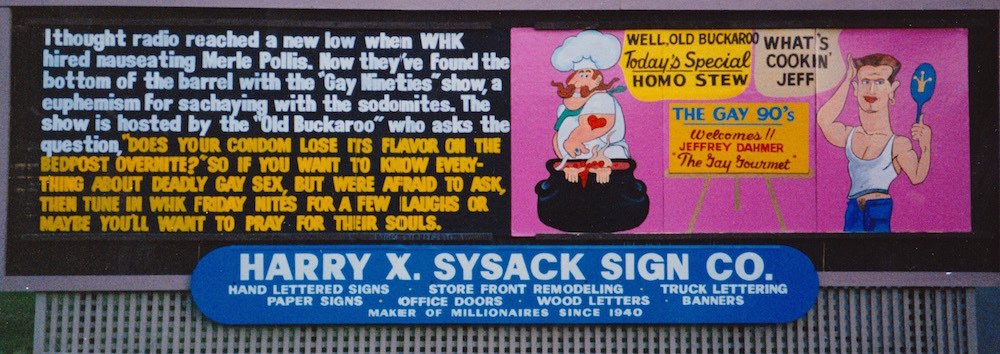 I thought radio reached a new low when WHK
hired nauseating Merle Pollis. Now they've found the
bottom of the barrel with the "Gay Nineties" show, a
euphemism for sachaying with the sodomites. The
show is hosted by the "Old Buckaroo" who asks the
question, "DOES YOUR CONDOM LOSE ITS FLAVOR ON THE
BEDPOST OVERNITE?" SO IF YOU WANT TO KNOW EVERY-
THING ABOUT DEADLY GAY SEX, BUT WERE AFRAID TO ASK,
THEN TUNE IN WHK FRIDAY NITES FOR A FEW LAUGHS OR
MAYBE YOU'LL WANT TO PRAY FOR THEIR SOULS.
WELL, OLD BUCKAROO
Today's Special
HOMO STEW
WHAT'S
COOKIN'
JEFF
THE GAY 90's
Welcomes!!
JEFFREY DAHMER
"The Gay Gourmet"
HARRY X. SYSACK SIGN CO.
HAND LETTERED SIGNS · STORE FRONT REMODELING · TRUCK LETTERING
PAPER SIGNS · OFFICE DOORS · WOOD LETTERS · BANNERS
MAKER OF MILLIONAIRES SINCE 1940